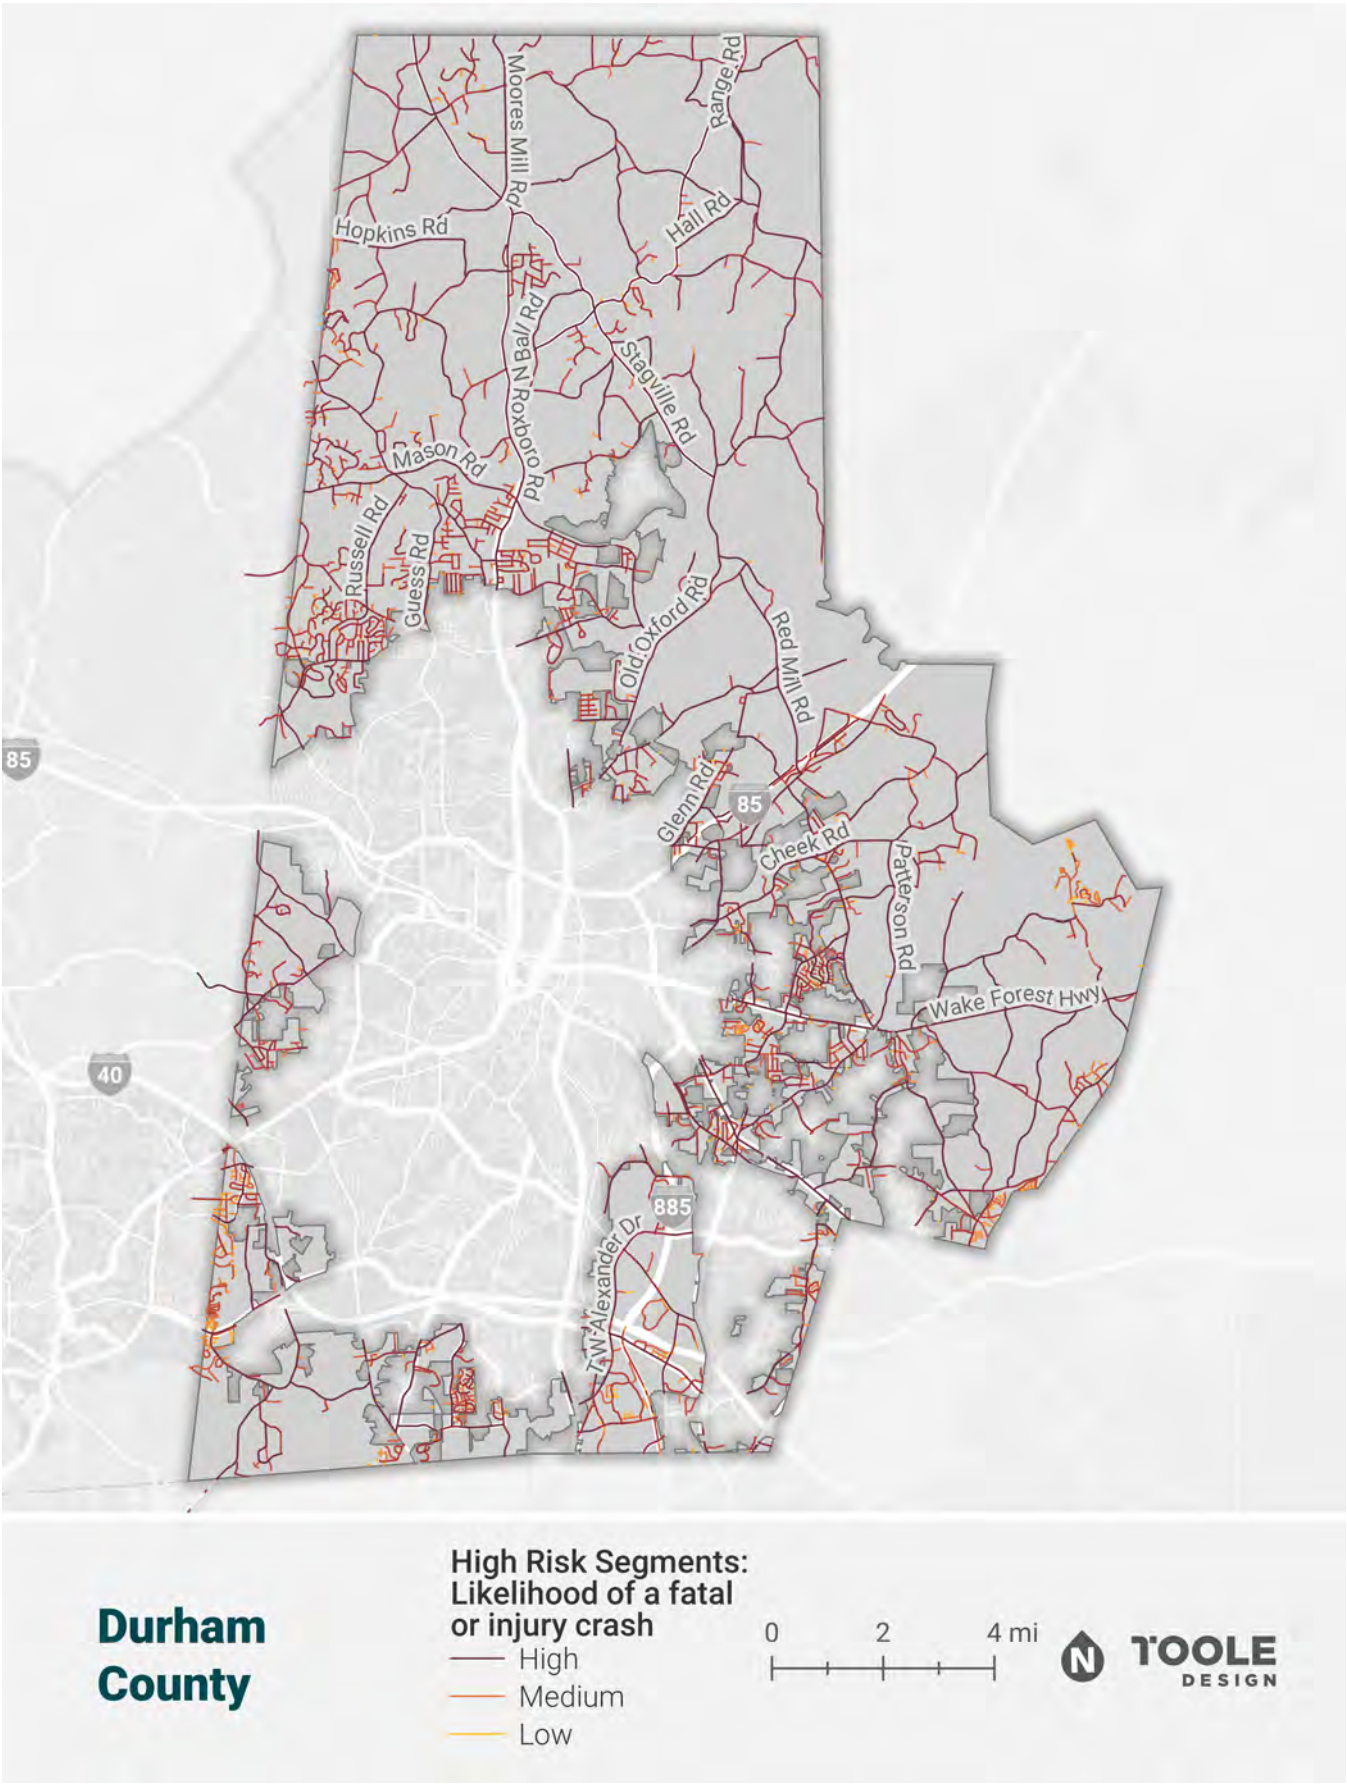 Moores Mill Rd
Range Rd
Hall Rd
Hopkins Rd
Ball Rd
N Roxboro Rd
Stagville Rd
Mason Rd
Russell Rd
Guess Rd
Old Oxford Rd
Red Mill Rd
85
Glenn Rd
85
Cheek Rd
Patterson Rd
Wake Forest Hwy
40
885
T W Alexander Dr
Durham
County
High Risk Segments:
Likelihood of a fatal
or injury crash
High
Medium
Low
0 2 4 mi
N
TOOLE
DESIGN